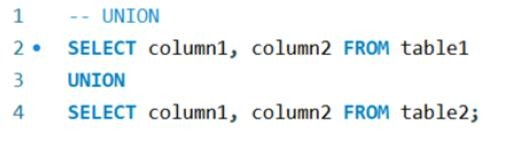 1 -- UNION
2 • SELECT column1, column2 FROM table1
3 UNION
4 SELECT column1, column2 FROM table2;